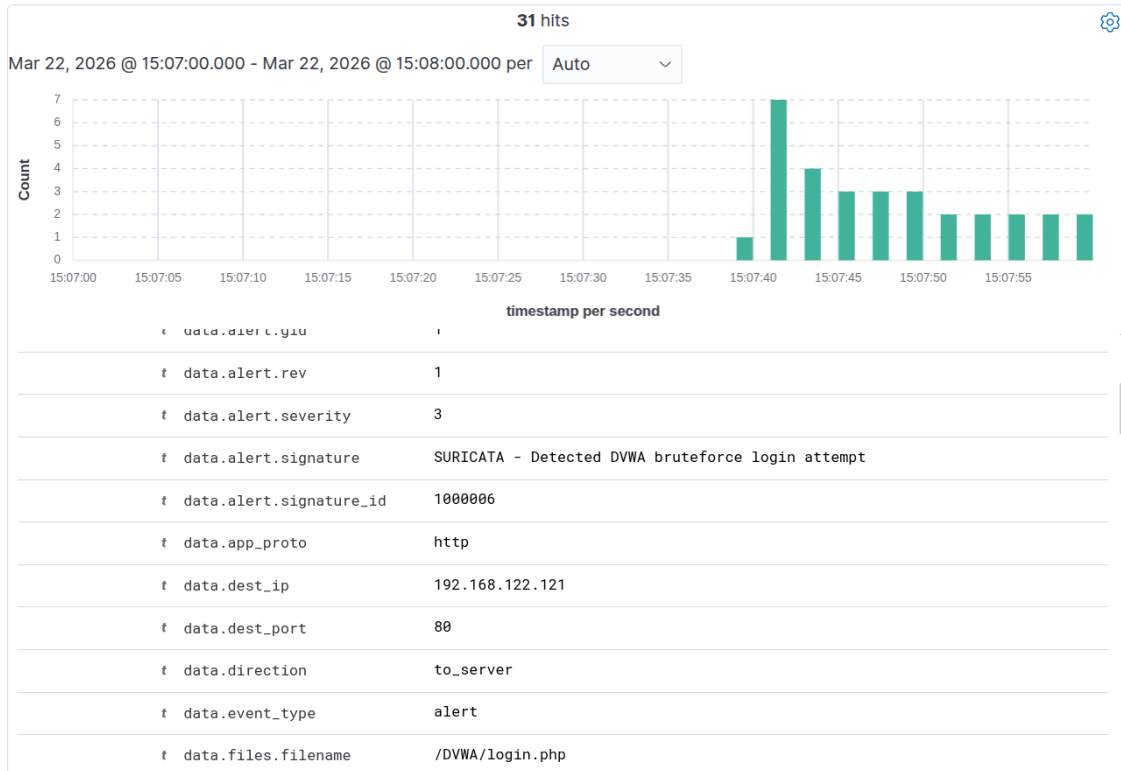 31 hits
Mar 22, 2026 @ 15:07:00.000 - Mar 22, 2026 @ 15:08:00.000 per Auto
7
6
5
4
3
2
1
0
Count
15:07:00 15:07:05 15:07:10 15:07:15 15:07:20 15:07:25 15:07:30 15:07:35 15:07:40 15:07:45 15:07:50 15:07:55
timestamp per second
t data.alert.gid 1
t data.alert.rev 1
t data.alert.severity 3
t data.alert.signature SURICATA - Detected DVWA bruteforce login attempt
t data.alert.signature_id 1000006
t data.app_proto http
t data.dest_ip 192.168.122.121
t data.dest_port 80
t data.direction to_server
t data.event_type alert
t data.files.filename /DVWA/login.php